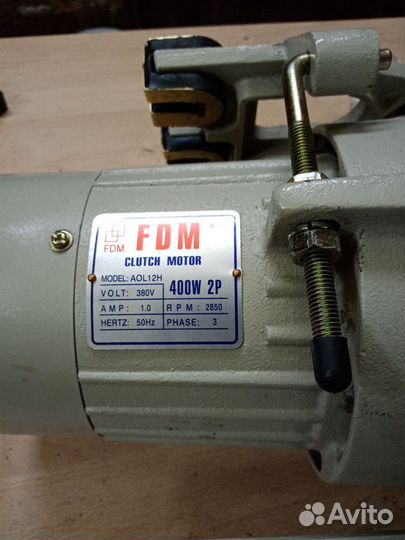 FDM
FDM "
CLUTCH MOTOR
MODEL: AOL12H
400W 2P
VOLT: 380V
AMP: 1.0 RPM: 2850
HERTZ: 50Hz PHASE: 3
Avito